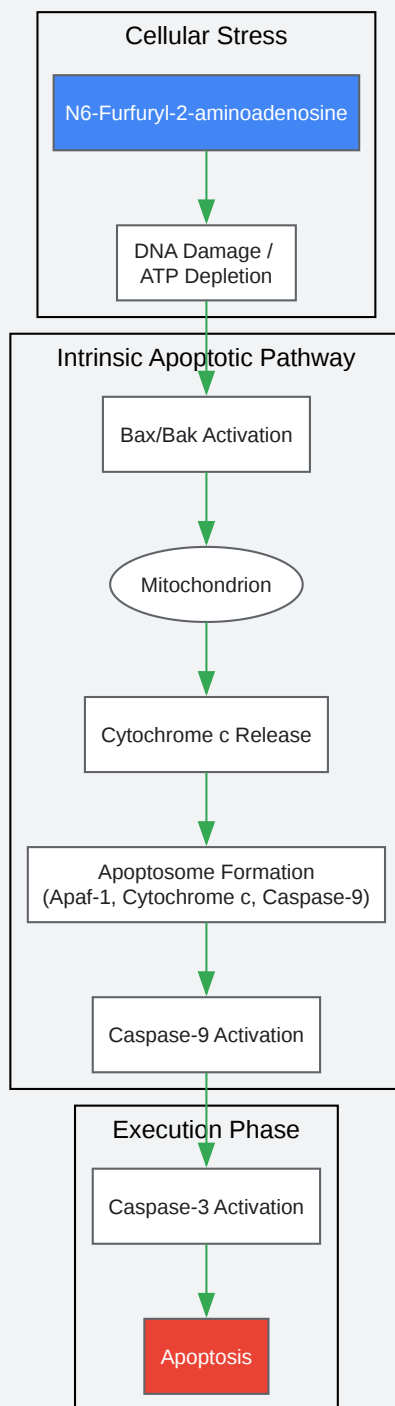 Cellular Stress
N6-Furfuryl-2-aminoadenosine
DNA Damage /
ATP Depletion
Intrinsic Apoptotic Pathway
Bax/Bak Activation
Mitochondrion
Cytochrome c Release
Apoptosome Formation
(Apaf-1, Cytochrome c, Caspase-9)
Caspase-9 Activation
Execution Phase
Caspase-3 Activation
Apoptosis